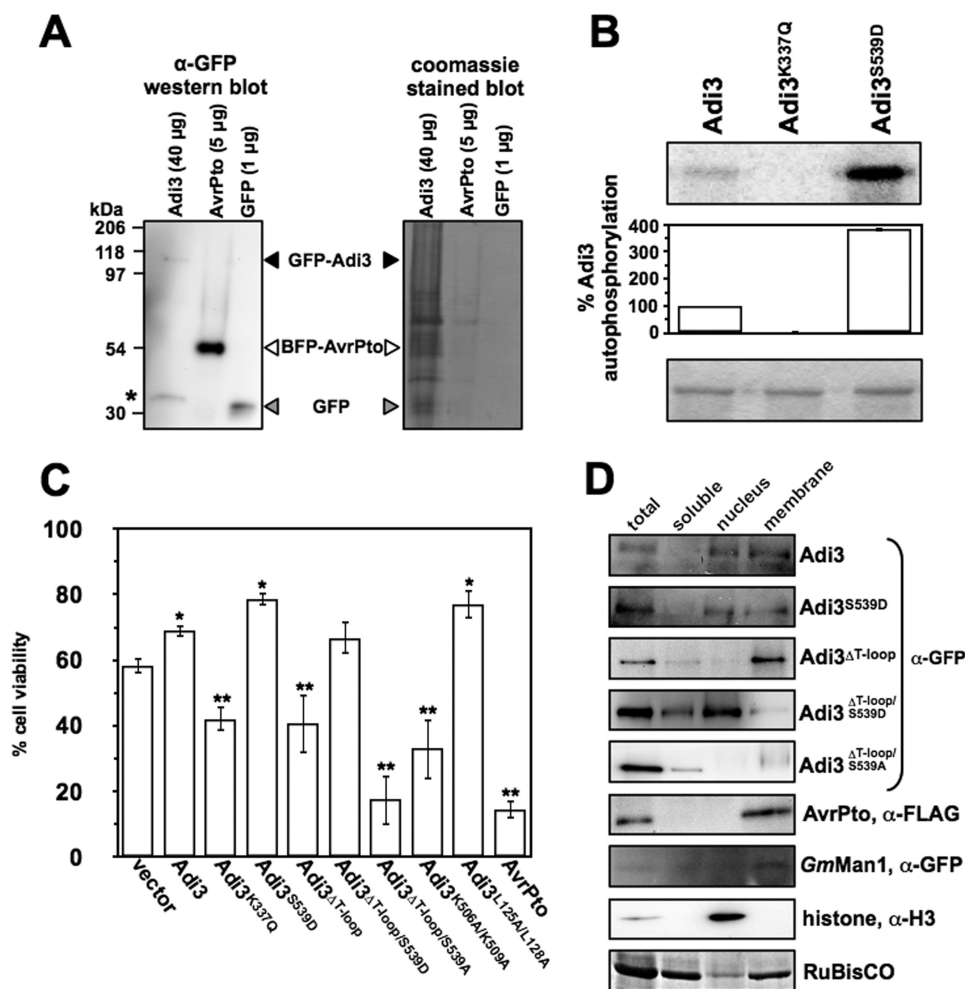 A
α-GFP
western blot
coomassie
stained blot
Adi3 (40 µg)
AvrPto (5 µg)
GFP (1 µg)
Adi3 (40 µg)
AvrPto (5 µg)
GFP (1 µg)
kDa
206
118
97
54
30
*
GFP-Adi3
BFP-AvrPto
GFP
B
Adi3
Adi3K337Q
Adi3S539D
% Adi3
autophosphorylation
400
300
200
100
0
C
% cell viability
100
80
60
40
20
0
*
**
*
**
**
**
*
**
vector
Adi3
Adi3K337Q
Adi3S539D
Adi3ΔT-loop
Adi3ΔT-loop/S539D
Adi3ΔT-loop/S539A
Adi3K506A/K509A
Adi3L125A/L128A
AvrPto
D
total
soluble
nucleus
membrane
Adi3
Adi3S539D
Adi3ΔT-loop
Adi3ΔT-loop/
S539D
Adi3ΔT-loop/
S539A
α-GFP
AvrPto, α-FLAG
GmMan1, α-GFP
histone, α-H3
RuBisCO